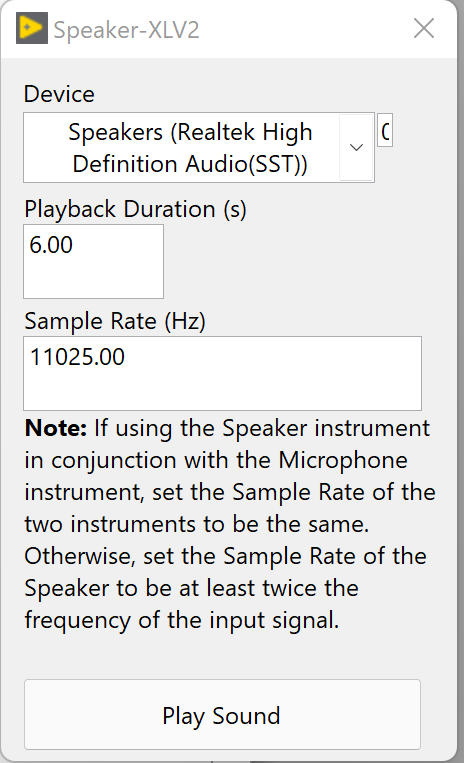 Speaker-XLV2
Device
Speakers (Realtek High
Definition Audio(SST))
Playback Duration (s)
6.00
Sample Rate (Hz)
11025.00
Note: If using the Speaker instrument
in conjunction with the Microphone
instrument, set the Sample Rate of the
two instruments to be the same.
Otherwise, set the Sample Rate of the
Speaker to be at least twice the
frequency of the input signal.
Play Sound